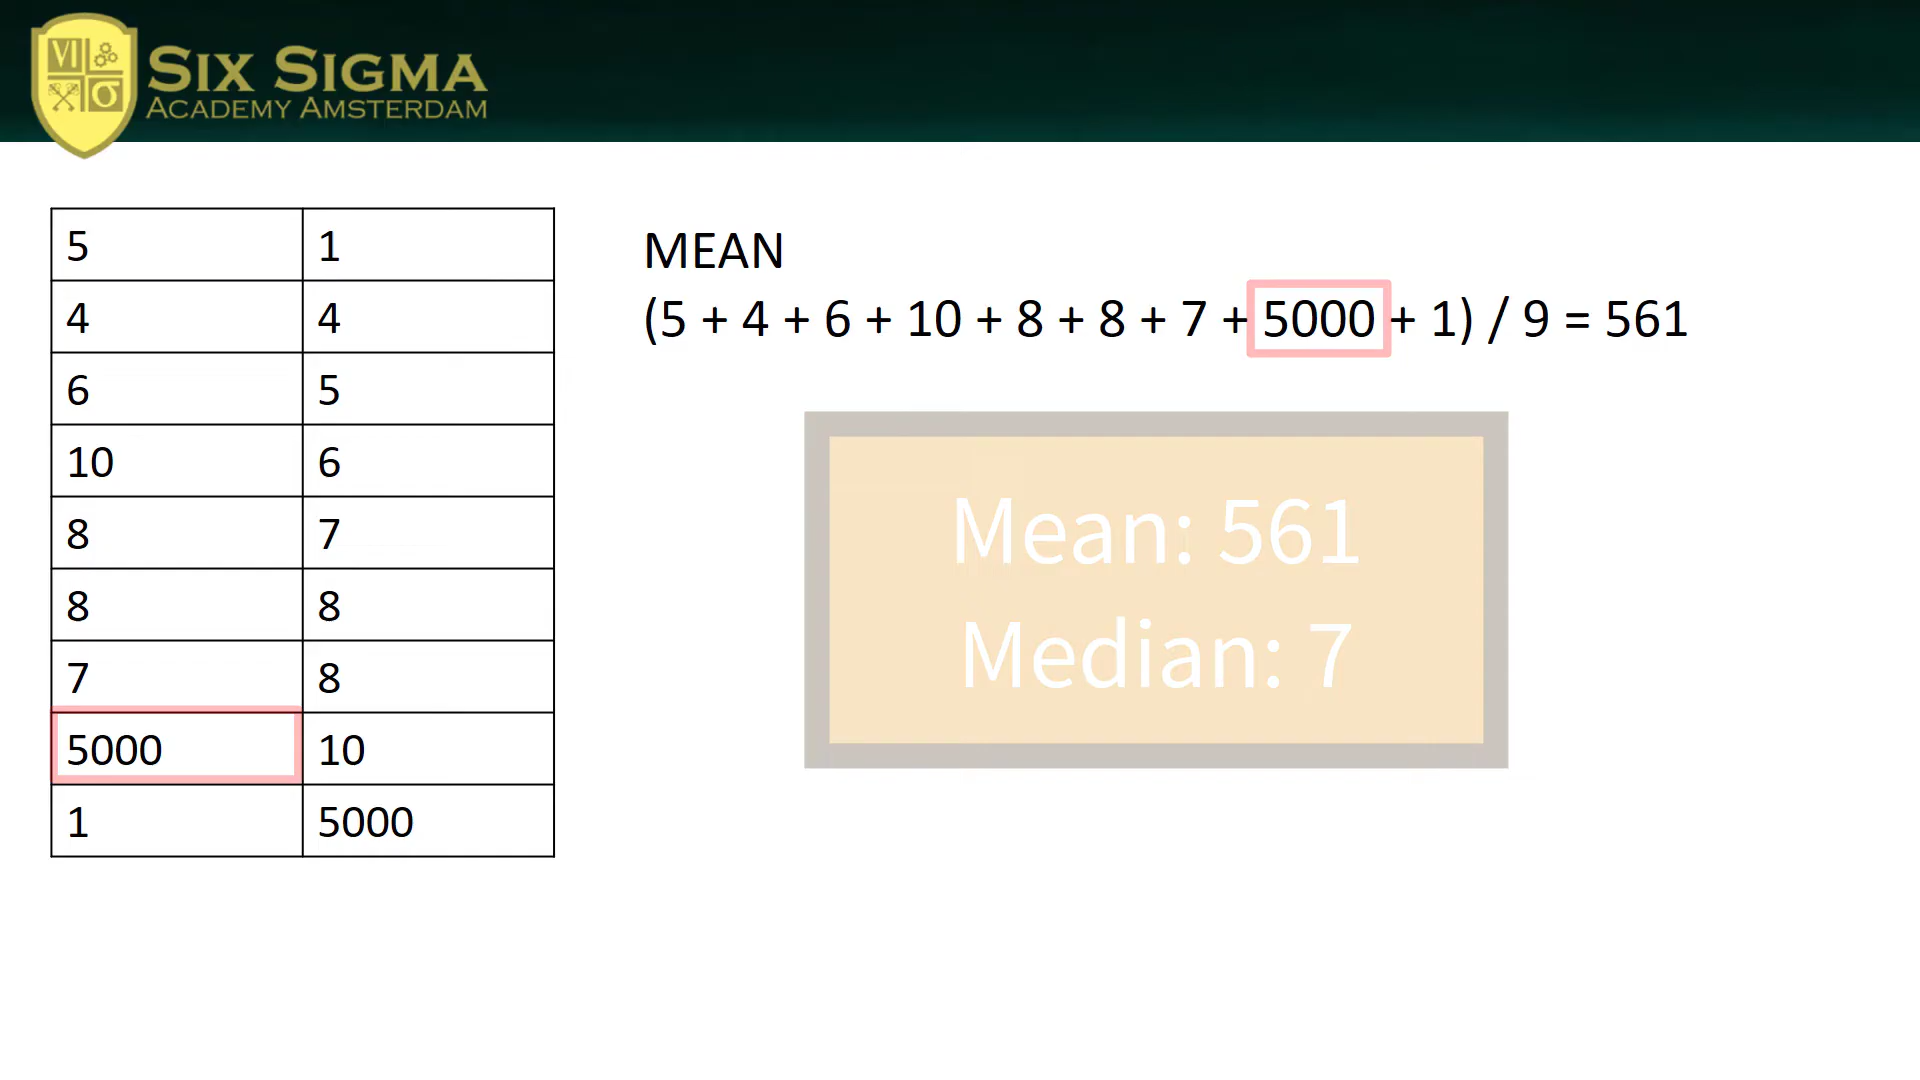 VI
σ
SIX SIGMA
ACADEMY AMSTERDAM
5 1
4 4
6 5
10 6
8 7
8 8
7 8
5000 10
1 5000
MEAN
(5 + 4 + 6 + 10 + 8 + 8 + 7 + 5000 + 1) / 9 = 561
Mean: 561
Median: 7